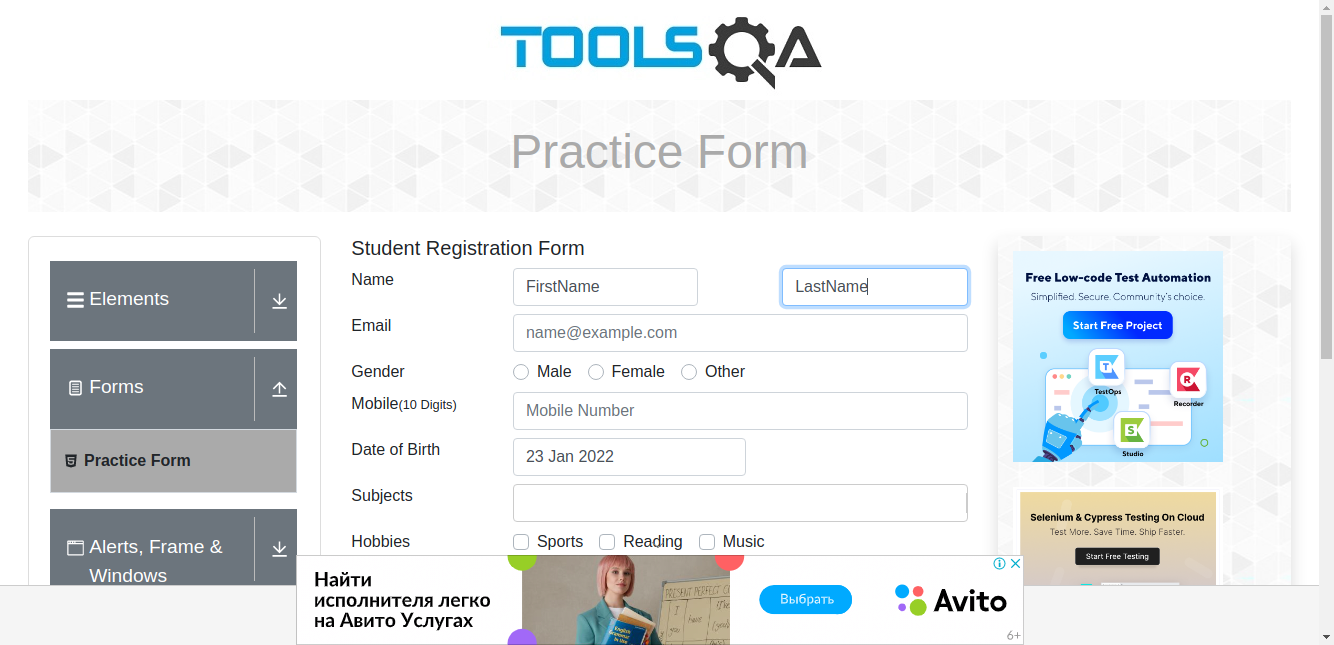 TOOLSQA
Practice Form
Elements
Forms
Practice Form
Alerts, Frame &
Windows
Student Registration Form
Name
FirstName
LastName
Email
name@example.com
Gender
Male
Female
Other
Mobile(10 Digits)
Mobile Number
Date of Birth
23 Jan 2022
Subjects
Hobbies
Sports
Reading
Music
Free Low-code Test Automation
Simplified. Secure. Community's choice.
Start Free Project
TestOps
Recorder
Studio
Selenium & Cypress Testing On Cloud
Test More. Save Time. Ship Faster.
Start Free Testing
Найти
исполнителя легко
на Авито Услугах
Выбрать
Avito
6+